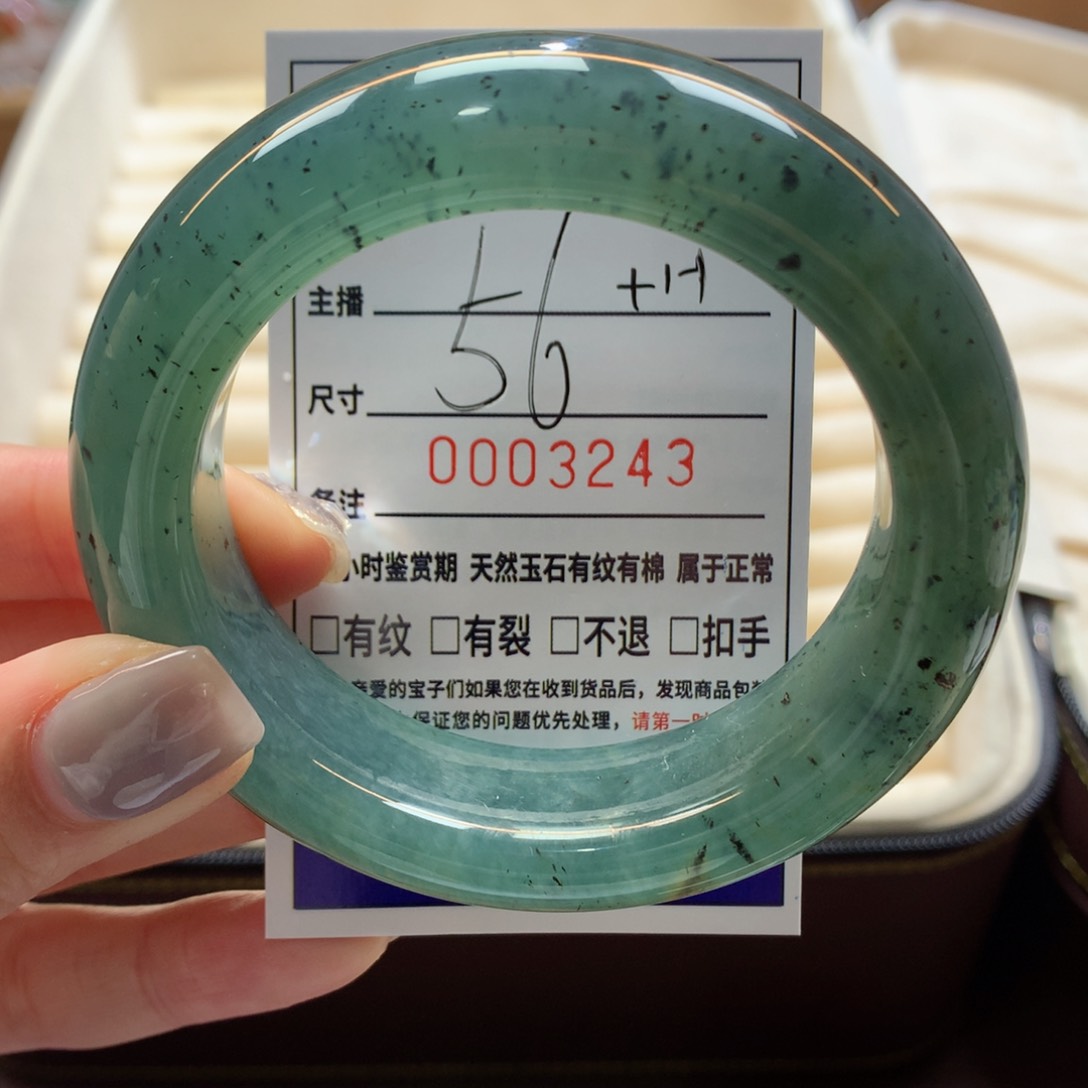 主播 56 +
尺寸
0003243
备注
小时鉴赏期 天然玉石有纹有棉 属于正常
□有纹 □有裂 □不退 □扣手
亲爱的宝子们如果您在收到货品后,发现商品包
保证您的问题优先处理,请第一时